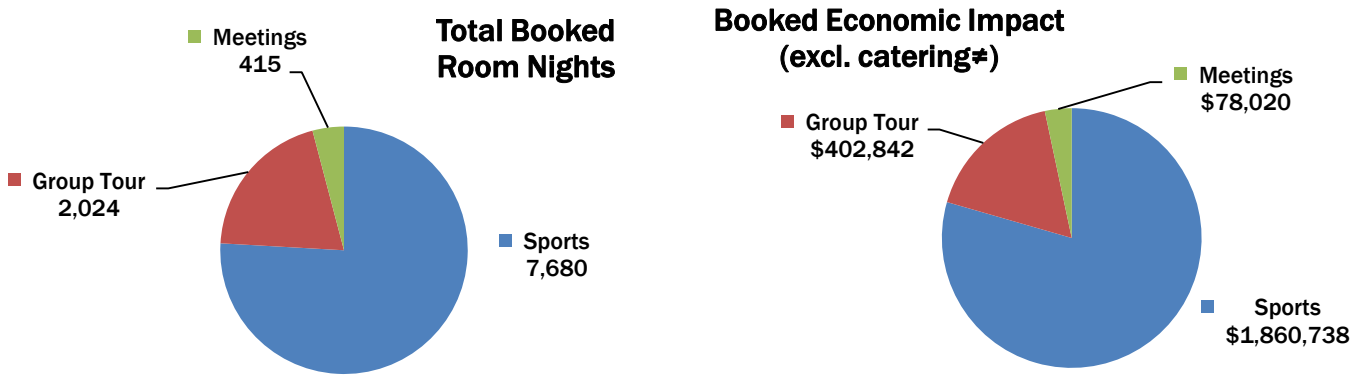 Total Booked
Room Nights
Meetings
415
Group Tour
2,024
Sports
7,680
Booked Economic Impact
(excl. catering≠)
Meetings
$78,020
Group Tour
$402,842
Sports
$1,860,738